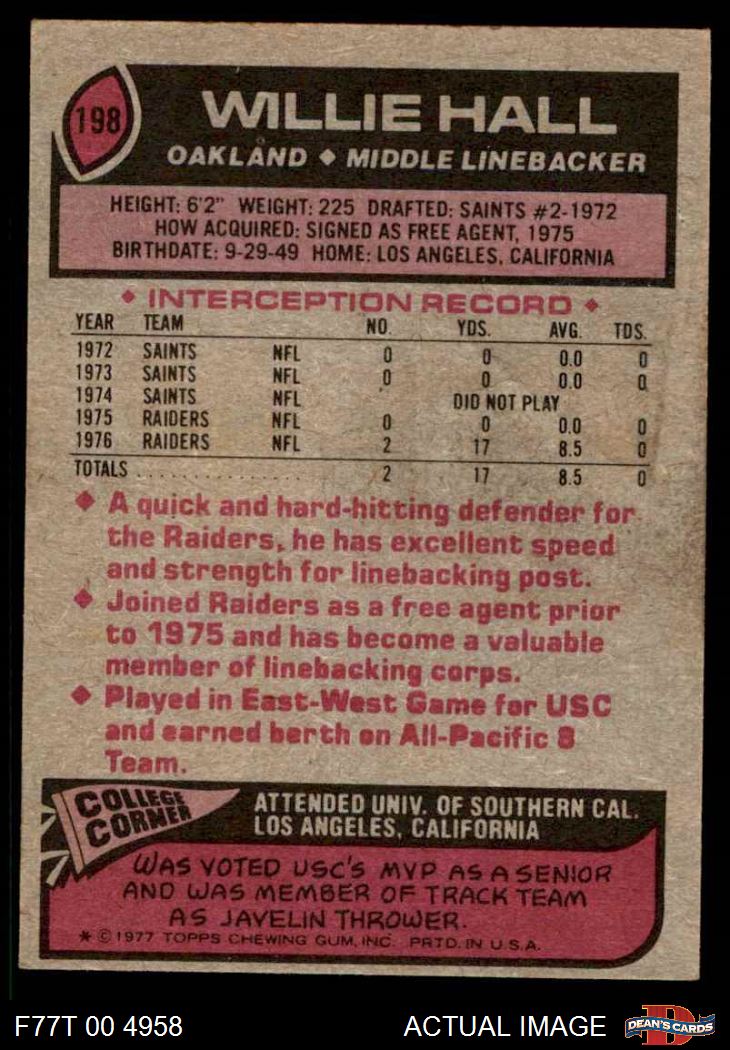 198
WILLIE HALL
OAKLAND ◆ MIDDLE LINEBACKER
HEIGHT: 6'2" WEIGHT: 225 DRAFTED: SAINTS #2-1972
HOW ACQUIRED: SIGNED AS FREE AGENT, 1975
BIRTHDATE: 9-29-49 HOME: LOS ANGELES, CALIFORNIA
◆ INTERCEPTION RECORD ◆
YEAR TEAM NO. YDS. AVG. TDS.
1972 SAINTS NFL 0 0 0.0 0
1973 SAINTS NFL 0 0 0.0 0
1974 SAINTS NFL DID NOT PLAY
1975 RAIDERS NFL 0 0 0.0 0
1976 RAIDERS NFL 2 17 8.5 0
TOTALS . . . . . . . . . . . . . . . . 2 17 8.5 0
◆ A quick and hard-hitting defender for
the Raiders, he has excellent speed
and strength for linebacking post.
◆ Joined Raiders as a free agent prior
to 1975 and has become a valuable
member of linebacking corps.
◆ Played in East-West Game for USC
and earned berth on All-Pacific 8
Team.
COLLEGE
CORNER
ATTENDED UNIV. OF SOUTHERN CAL.
LOS ANGELES, CALIFORNIA
WAS VOTED USC'S MVP AS A SENIOR
AND WAS MEMBER OF TRACK TEAM
AS JAVELIN THROWER.
* © 1977 TOPPS CHEWING GUM, INC. PRTD. IN U.S.A.
F77T 00 4958 ACTUAL IMAGE
D
DEAN'S CARDS